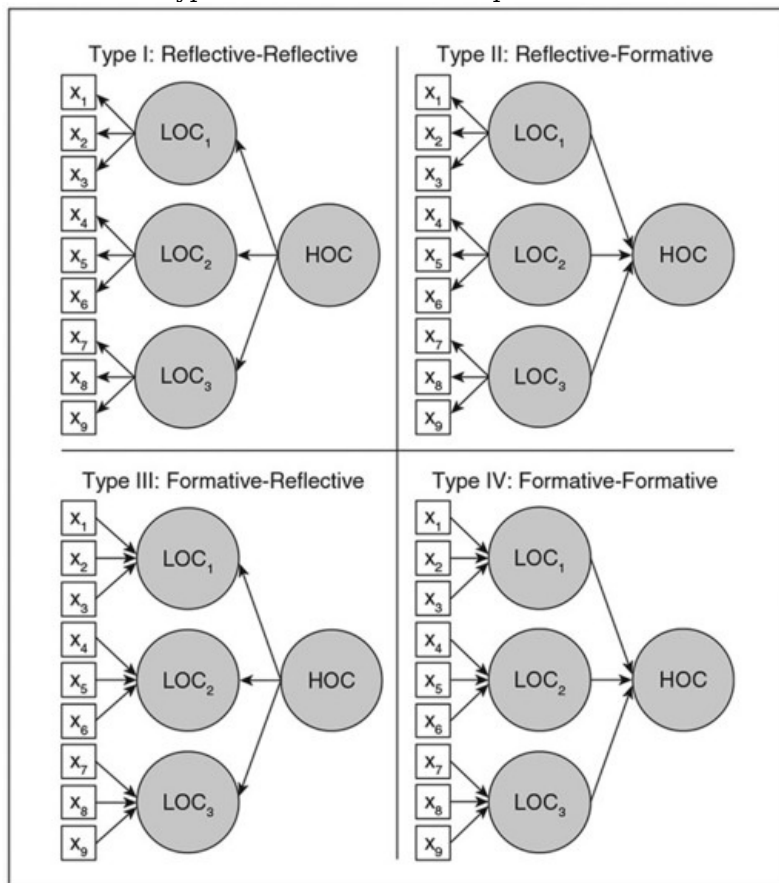 Type I: Reflective-Reflective
x₁
x₂
x₃
x₄
x₅
x₆
x₇
x₈
x₉
LOC₁
LOC₂
LOC₃
HOC
Type II: Reflective-Formative
x₁
x₂
x₃
x₄
x₅
x₆
x₇
x₈
x₉
LOC₁
LOC₂
LOC₃
HOC
Type III: Formative-Reflective
x₁
x₂
x₃
x₄
x₅
x₆
x₇
x₈
x₉
LOC₁
LOC₂
LOC₃
HOC
Type IV: Formative-Formative
x₁
x₂
x₃
x₄
x₅
x₆
x₇
x₈
x₉
LOC₁
LOC₂
LOC₃
HOC